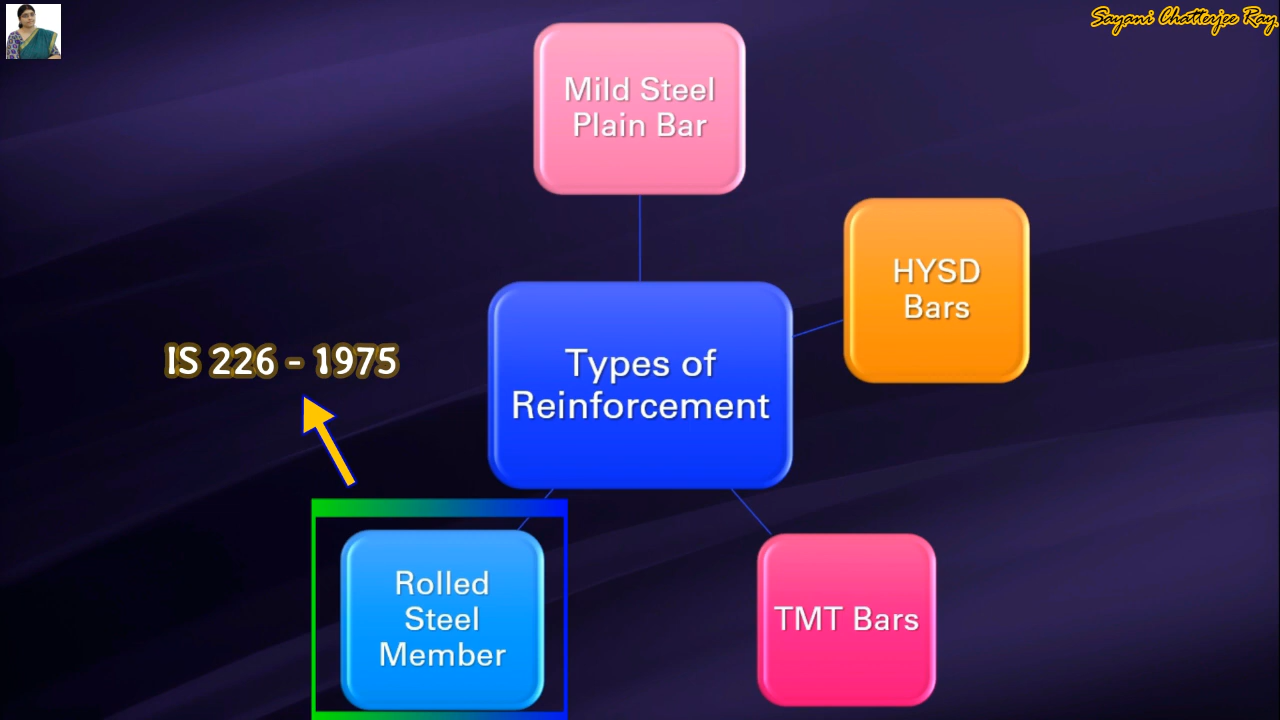 Sayani Chatterjee Ray
Mild Steel
Plain Bar
HYSD
Bars
IS 226 - 1975
Types of
Reinforcement
Rolled
Steel
Member
TMT Bars